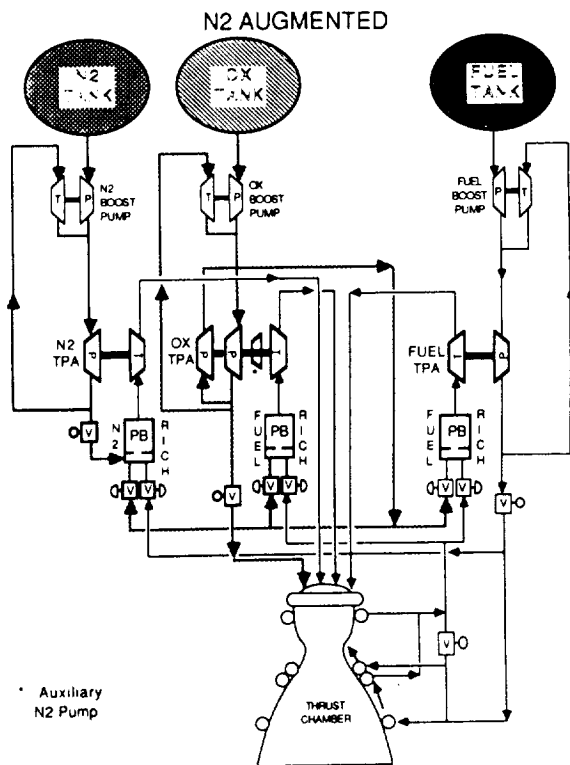 N2 AUGMENTED
N2
TANK
OX
TANK
FUEL
TANK
T
P
N2
BOOST
PUMP
T
P
OX
BOOST
PUMP
FUEL
BOOST
PUMP
P
T
N2
TPA
P
T
OX
TPA
P
P
*
T
FUEL
TPA
T
P
V
N2
PB
RICH
V
V
V
FUEL
PB
RICH
V
V
FUEL
PB
RICH
V
V
V
V
THRUST
CHAMBER
* Auxiliary
N2 Pump